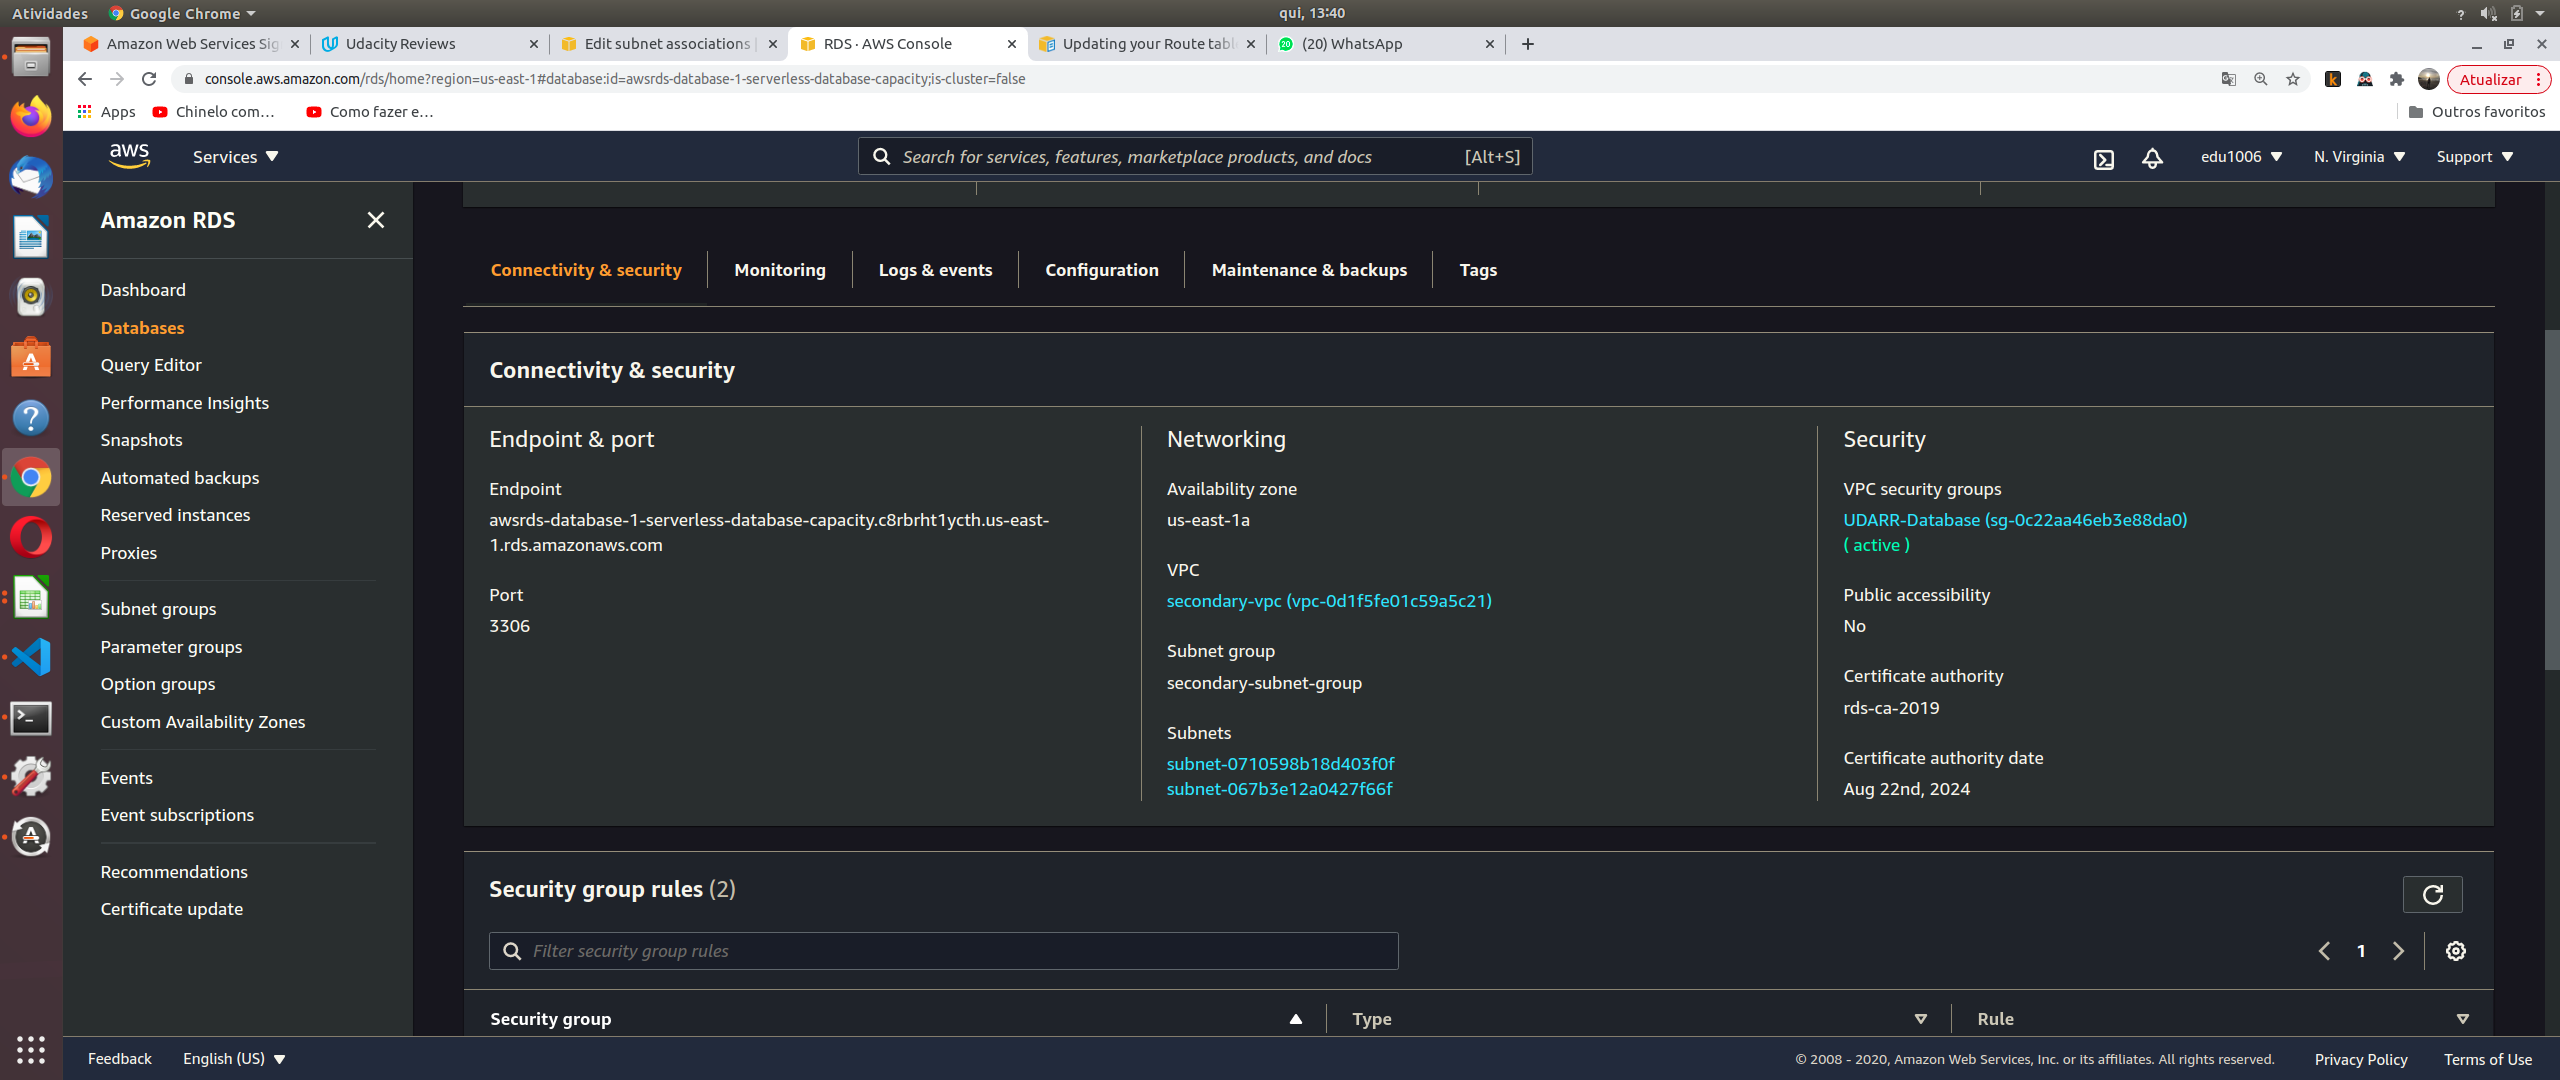 Atividades
Google Chrome
qui, 13:40
Amazon Web Services Sig
Udacity Reviews
Edit subnet associations |
RDS · AWS Console
Updating your Route tabl
(20) WhatsApp
console.aws.amazon.com/rds/home?region=us-east-1#database:id=awsrds-database-1-serverless-database-capacity;is-cluster=false
Atualizar
Apps
Chinelo com...
Como fazer e...
Outros favoritos
aws
Services
Search for services, features, marketplace products, and docs
[Alt+S]
edu1006
N. Virginia
Support
Amazon RDS
Dashboard
Databases
Query Editor
Performance Insights
Snapshots
Automated backups
Reserved instances
Proxies
Subnet groups
Parameter groups
Option groups
Custom Availability Zones
Events
Event subscriptions
Recommendations
Certificate update
Connectivity & security
Monitoring
Logs & events
Configuration
Maintenance & backups
Tags
Connectivity & security
Endpoint & port
Endpoint
awsrds-database-1-serverless-database-capacity.c8rbrht1ycth.us-east-
1.rds.amazonaws.com
Port
3306
Networking
Availability zone
us-east-1a
VPC
secondary-vpc (vpc-0d1f5fe01c59a5c21)
Subnet group
secondary-subnet-group
Subnets
subnet-0710598b18d403f0f
subnet-067b3e12a0427f66f
Security
VPC security groups
UDARR-Database (sg-0c22aa46eb3e88da0)
( active )
Public accessibility
No
Certificate authority
rds-ca-2019
Certificate authority date
Aug 22nd, 2024
Security group rules (2)
Filter security group rules
1
Security group
Type
Rule
Feedback
English (US)
© 2008 - 2020, Amazon Web Services, Inc. or its affiliates. All rights reserved.
Privacy Policy
Terms of Use